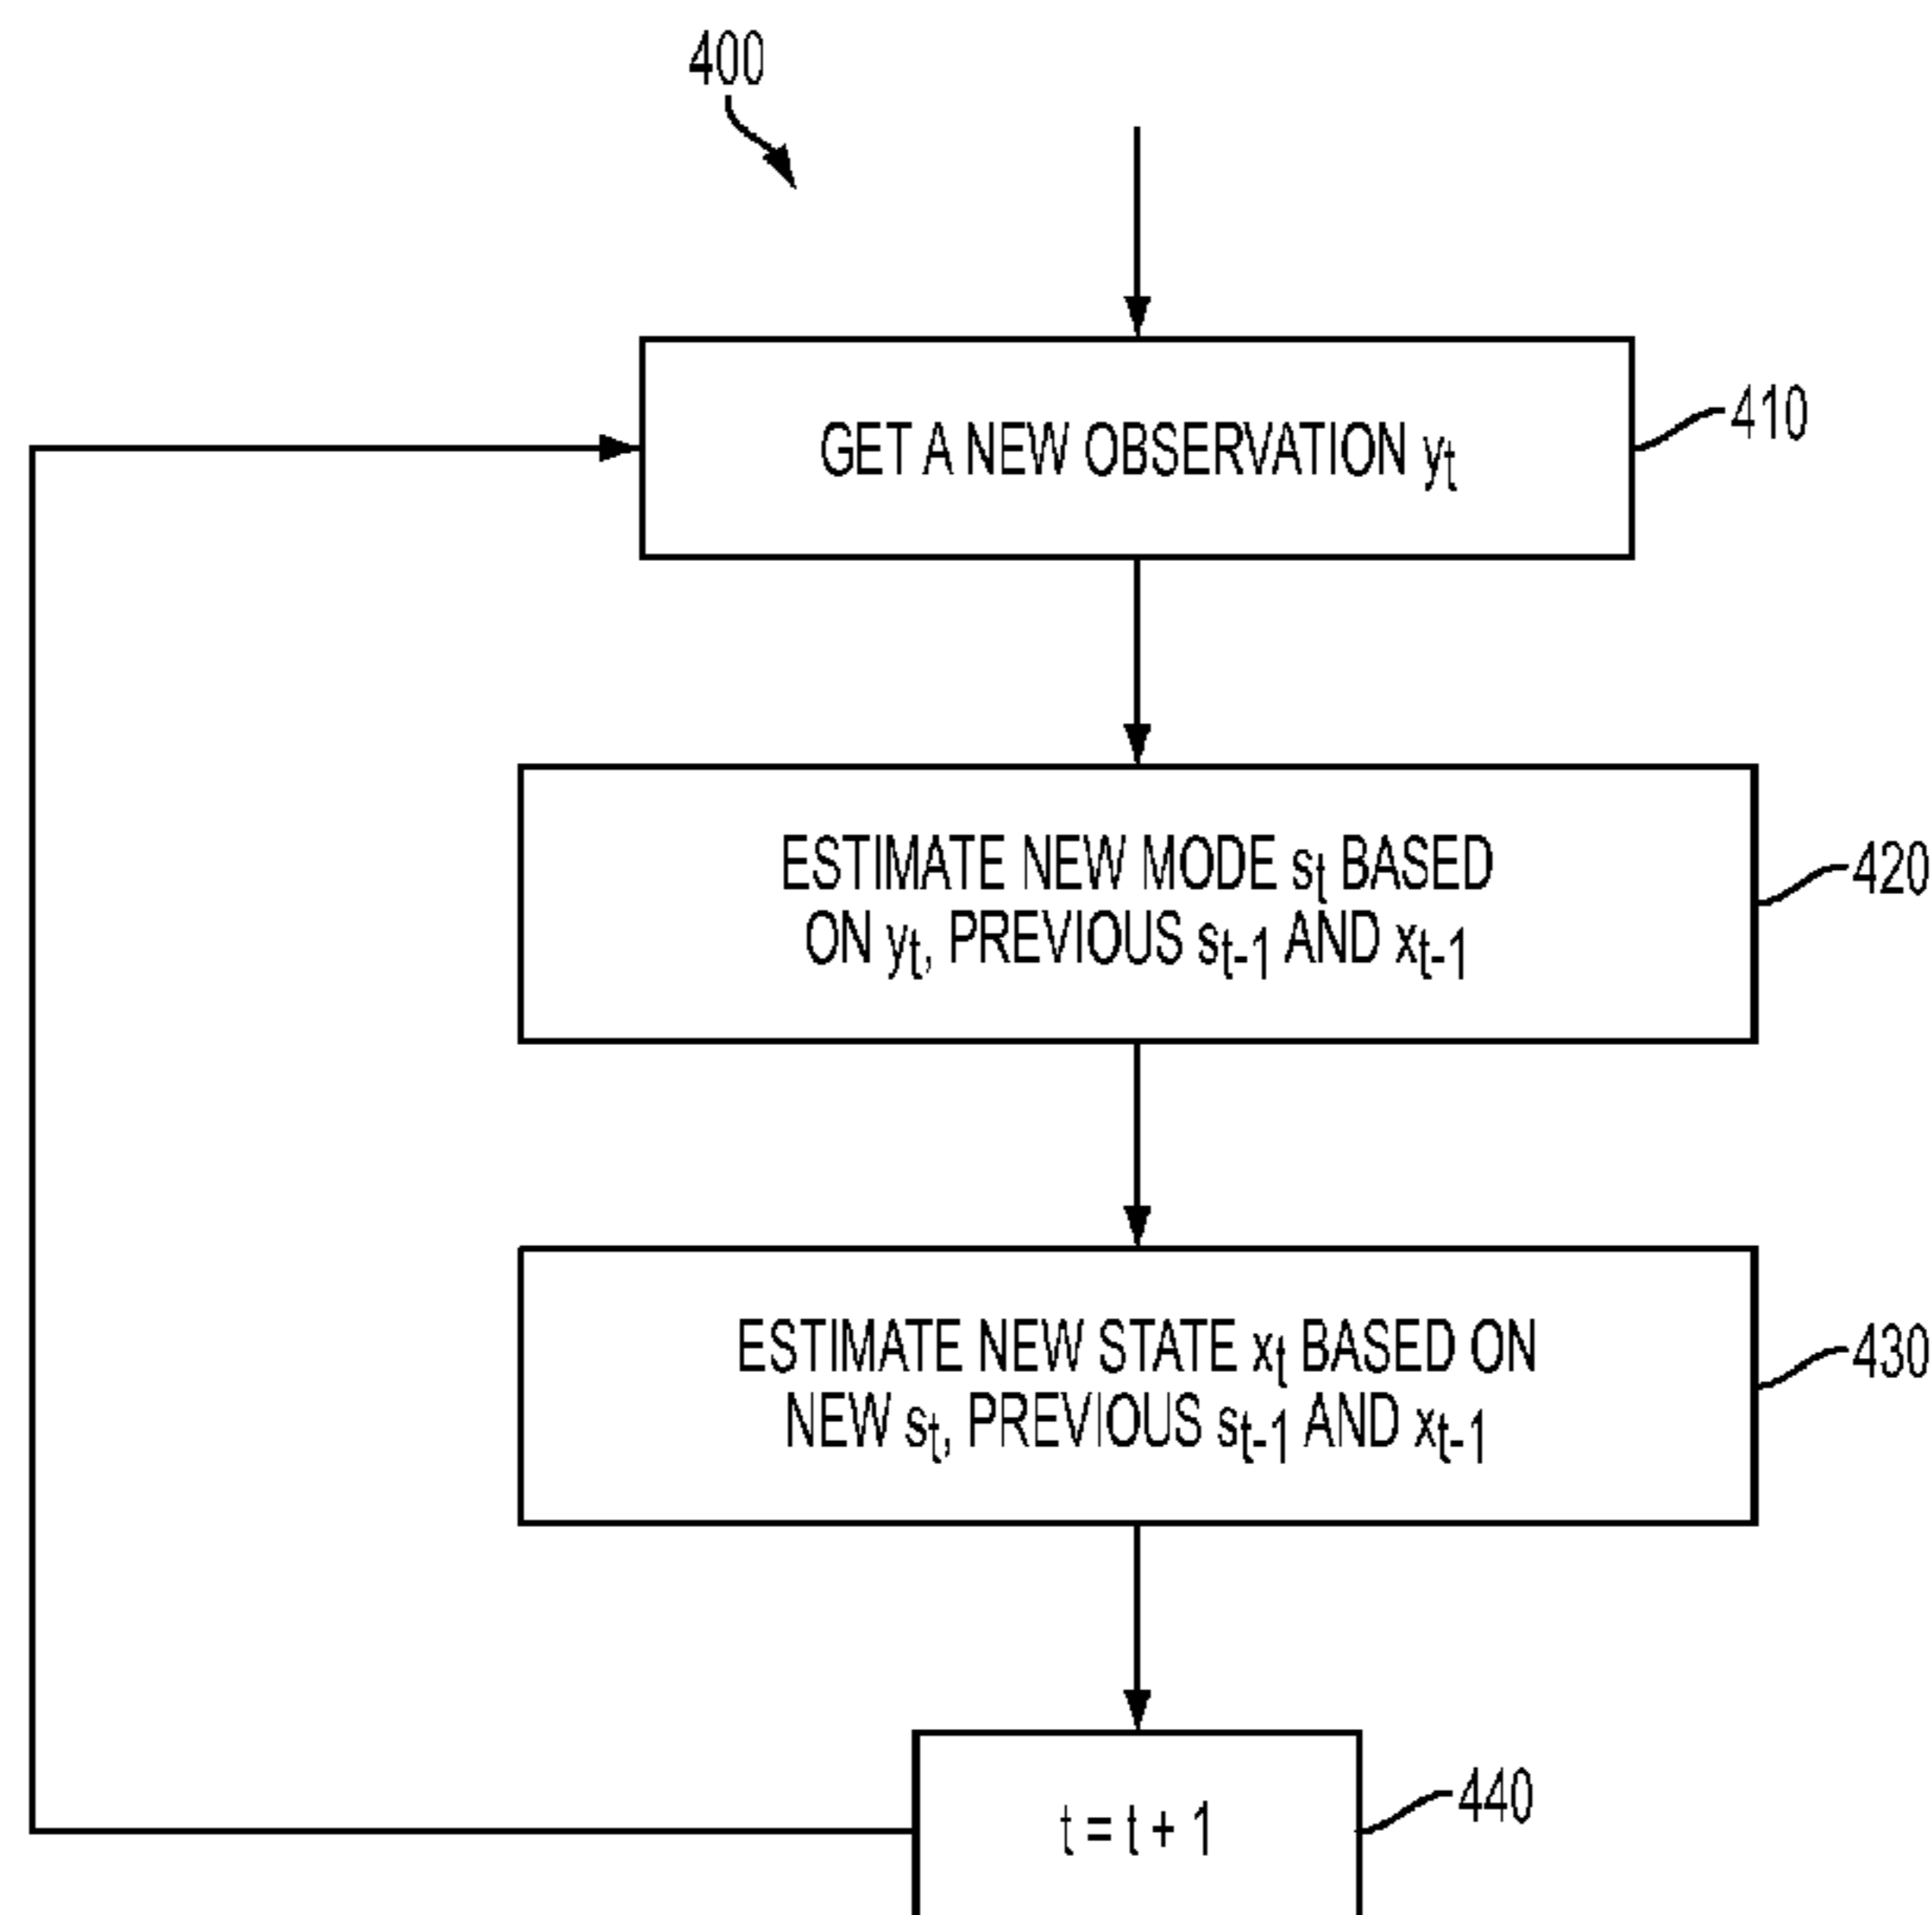 400
GET A NEW OBSERVATION yₜ
410
ESTIMATE NEW MODE sₜ BASED
ON yₜ, PREVIOUS sₜ₋₁ AND xₜ₋₁
420
ESTIMATE NEW STATE xₜ BASED ON
NEW sₜ, PREVIOUS sₜ₋₁ AND xₜ₋₁
430
t = t + 1
440